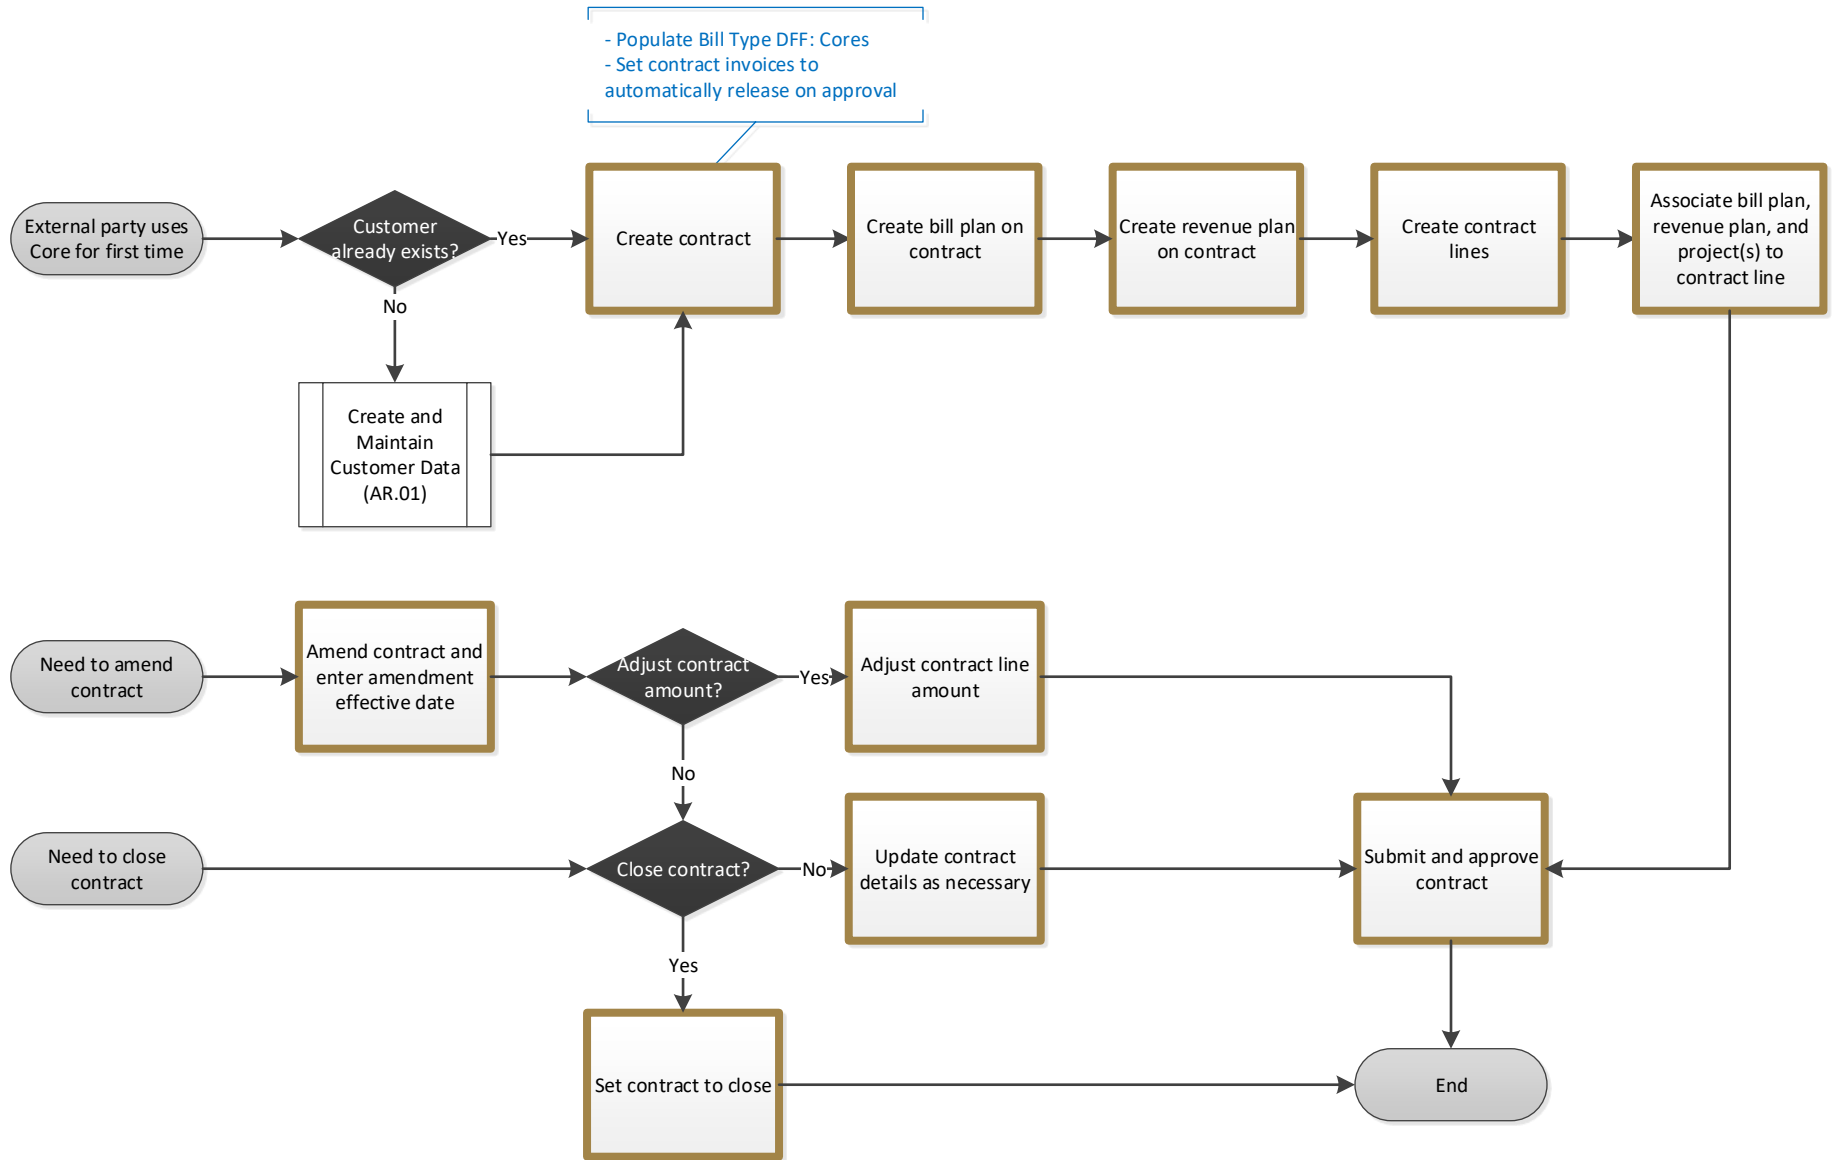 - Populate Bill Type DFF: Cores
- Set contract invoices to
automatically release on approval
External party uses
Core for first time
Customer
already exists?
Yes
No
Create contract
Create bill plan on
contract
Create revenue plan
on contract
Create contract
lines
Associate bill plan,
revenue plan, and
project(s) to
contract line
Create and
Maintain
Customer Data
(AR.01)
Need to amend
contract
Amend contract and
enter amendment
effective date
Adjust contract
amount?
Yes
No
Adjust contract line
amount
Need to close
contract
Close contract?
No
Yes
Update contract
details as necessary
Submit and approve
contract
Set contract to close
End